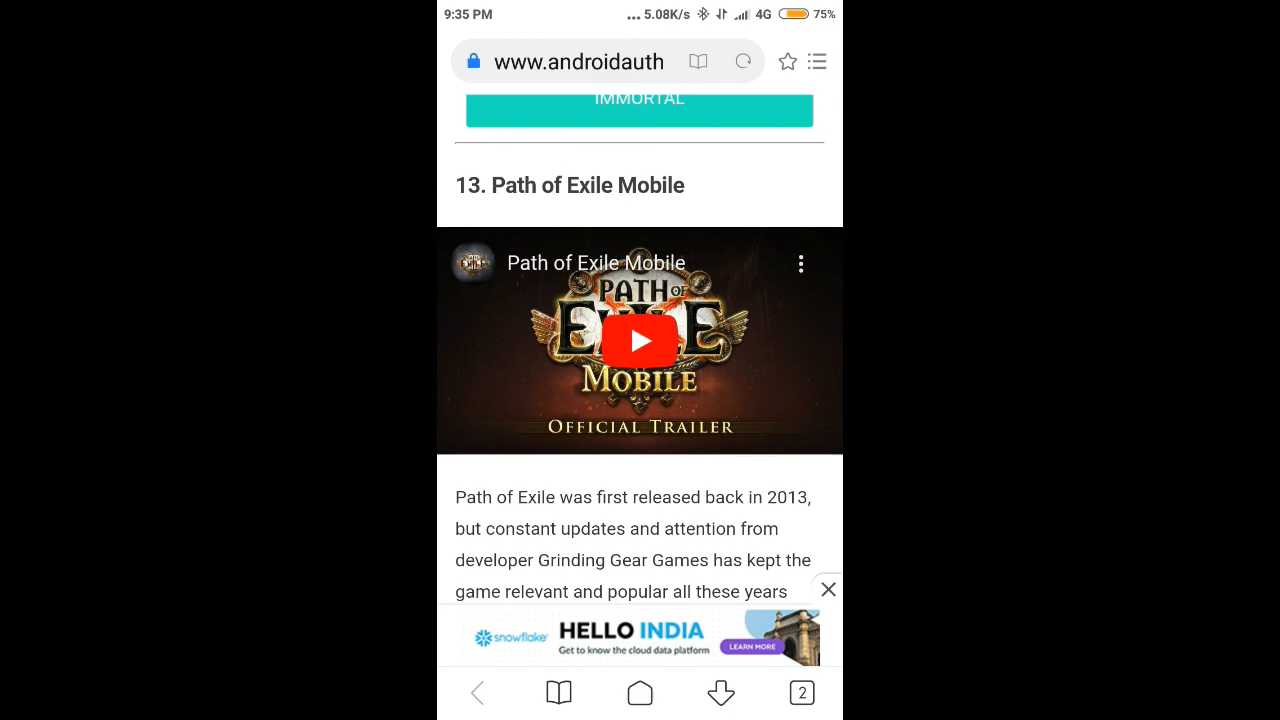 9:35 PM
... 5.08K/s 4G 75%
www.androidauth
IMMORTAL
13. Path of Exile Mobile
Path of Exile Mobile
PATH OF
EXILE
MOBILE
OFFICIAL TRAILER
Path of Exile was first released back in 2013,
but constant updates and attention from
developer Grinding Gear Games has kept the
game relevant and popular all these years
snowflake
HELLO INDIA
Get to know the cloud data platform
LEARN MORE
2